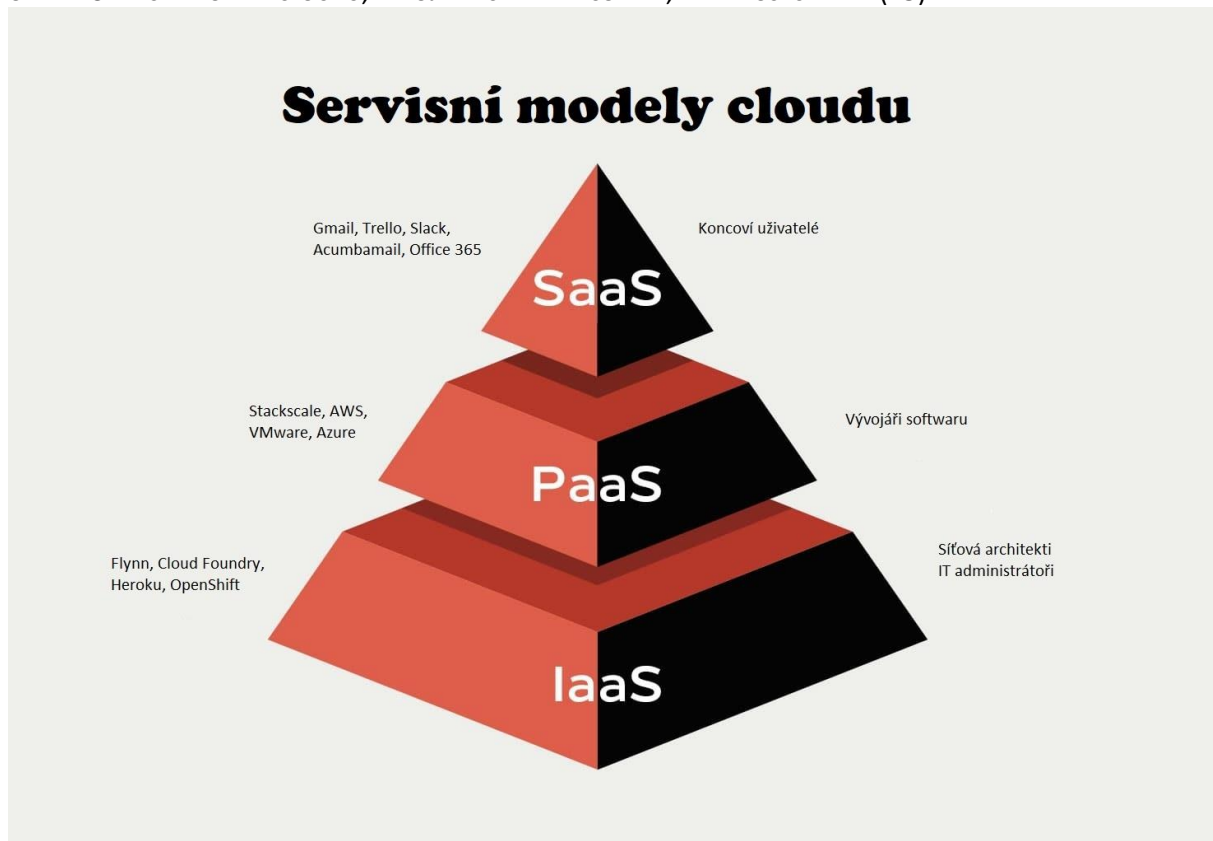 Servisní modely cloudu
Gmail, Trello, Slack,
Acumbamail, Office 365
Koncoví uživatelé
SaaS
Stackscale, AWS,
VMware, Azure
Vývojáři softwaru
PaaS
Flynn, Cloud Foundry,
Heroku, OpenShift
Síťová architekti
IT administrátoři
IaaS